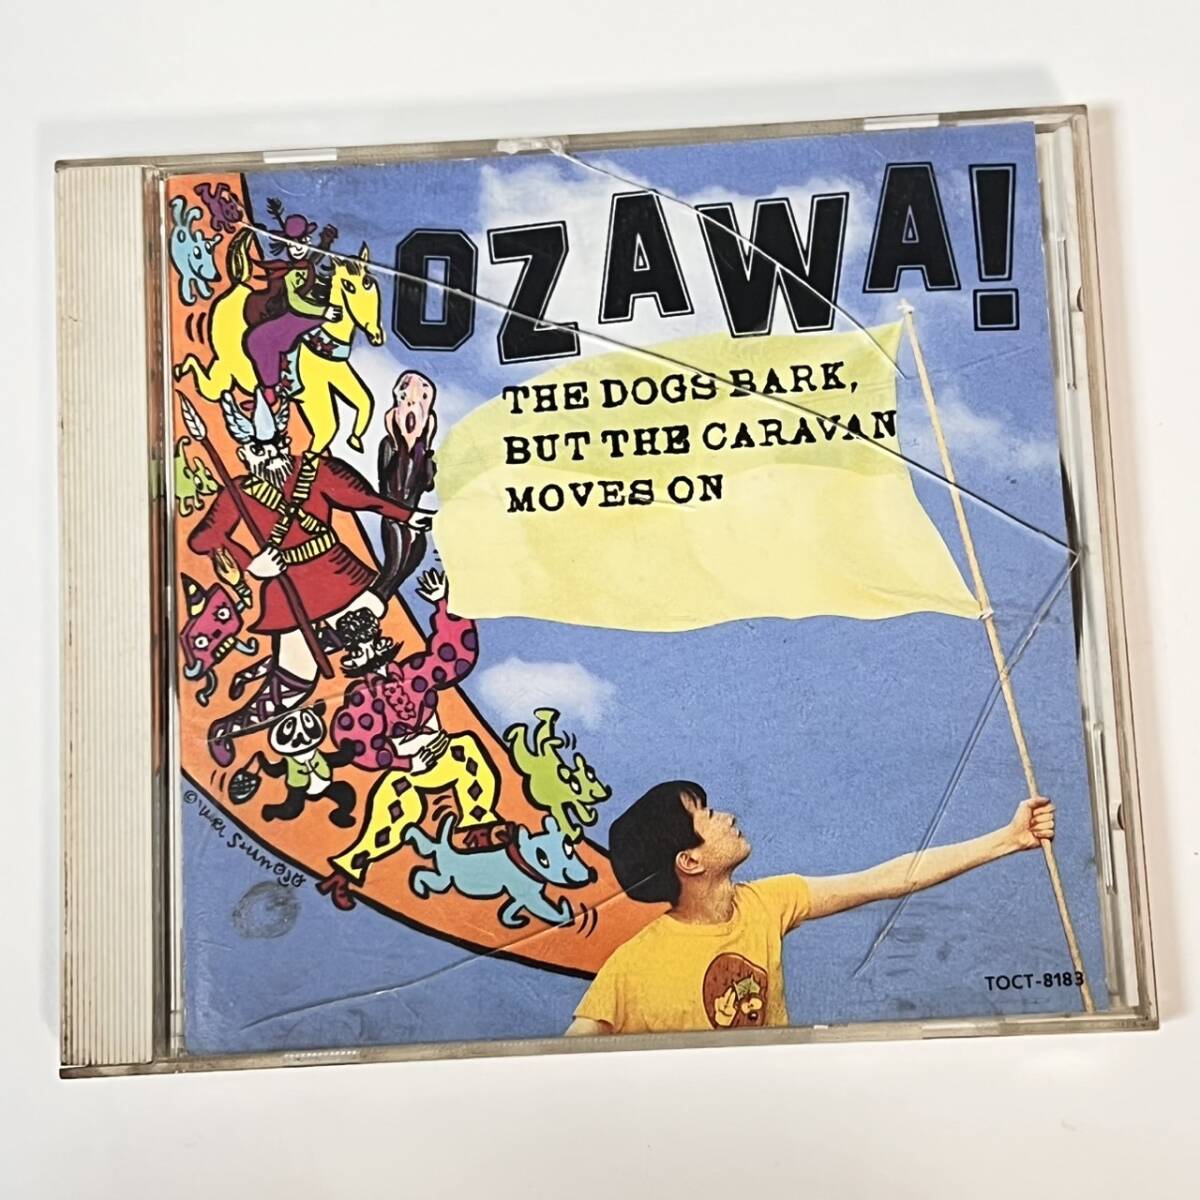 OZAWA!
THE DOGS BARK,
BUT THE CARAVAN
MOVES ON
TOCT-8183